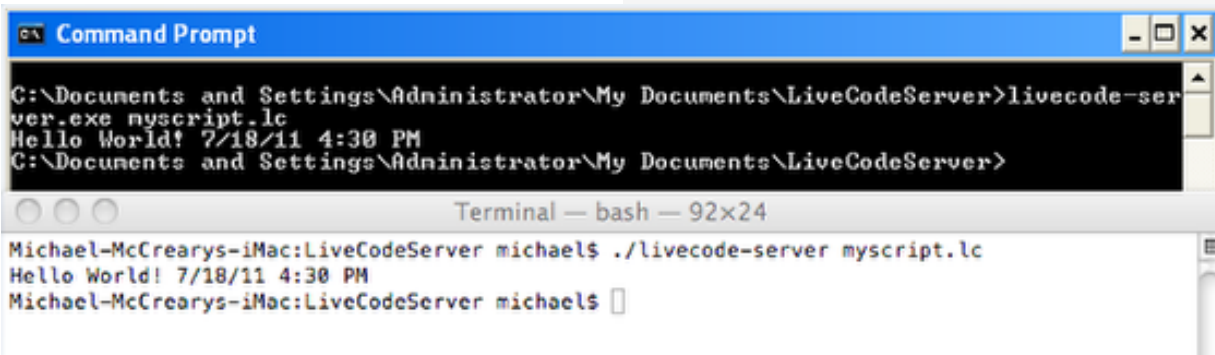 Command Prompt
C:\Documents and Settings\Administrator\My Documents\LiveCodeServer>livecode-ser
ver.exe myscript.lc
Hello World! 7/18/11 4:30 PM
C:\Documents and Settings\Administrator\My Documents\LiveCodeServer>
Terminal — bash — 92×24
Michael-McCrearys-iMac:LiveCodeServer michael$ ./livecode-server myscript.lc
Hello World! 7/18/11 4:30 PM
Michael-McCrearys-iMac:LiveCodeServer michael$